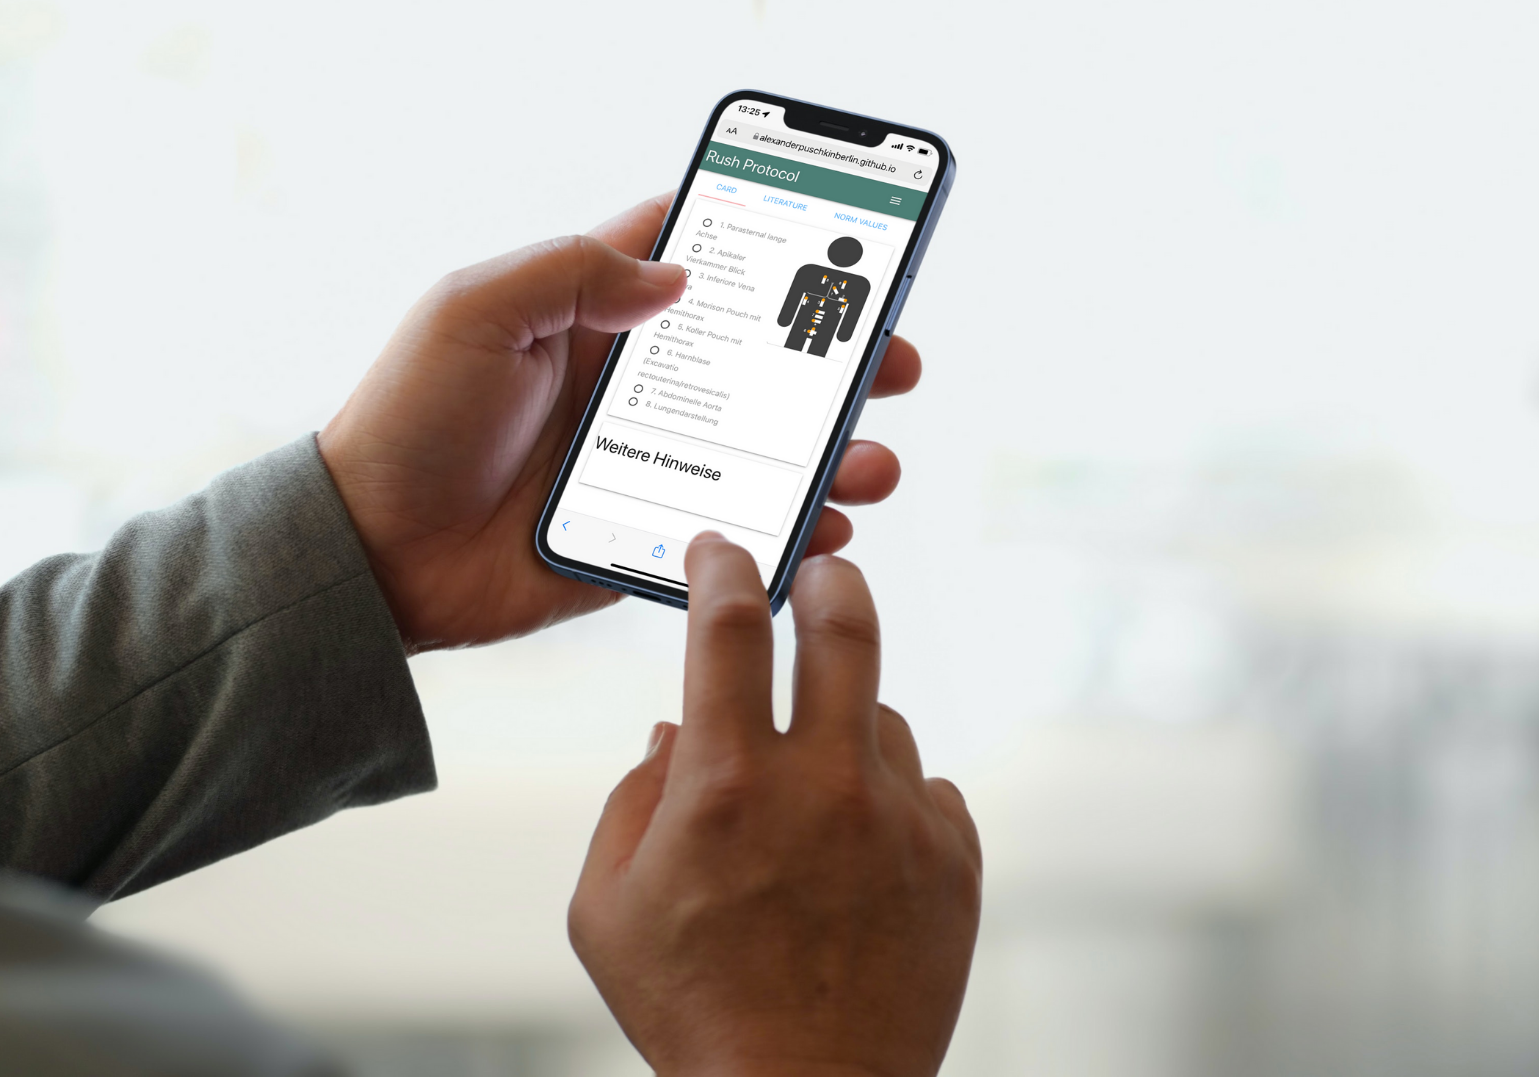 13:25
AA alexanderpuschkinberlin.github.io
Rush Protocol
CARD LITERATURE NORM VALUES
1. Parasternal lange
Achse
2. Apikaler
Vierkammer Blick
3. Inferiore Vena
4. Morison Pouch mit
Hemithorax
5. Koller Pouch mit
Hemithorax
6. Harnblase
(Excavatio
rectouterina/retrovesicalis)
7. Abdominelle Aorta
8. Lungendarstellung
Weitere Hinweise